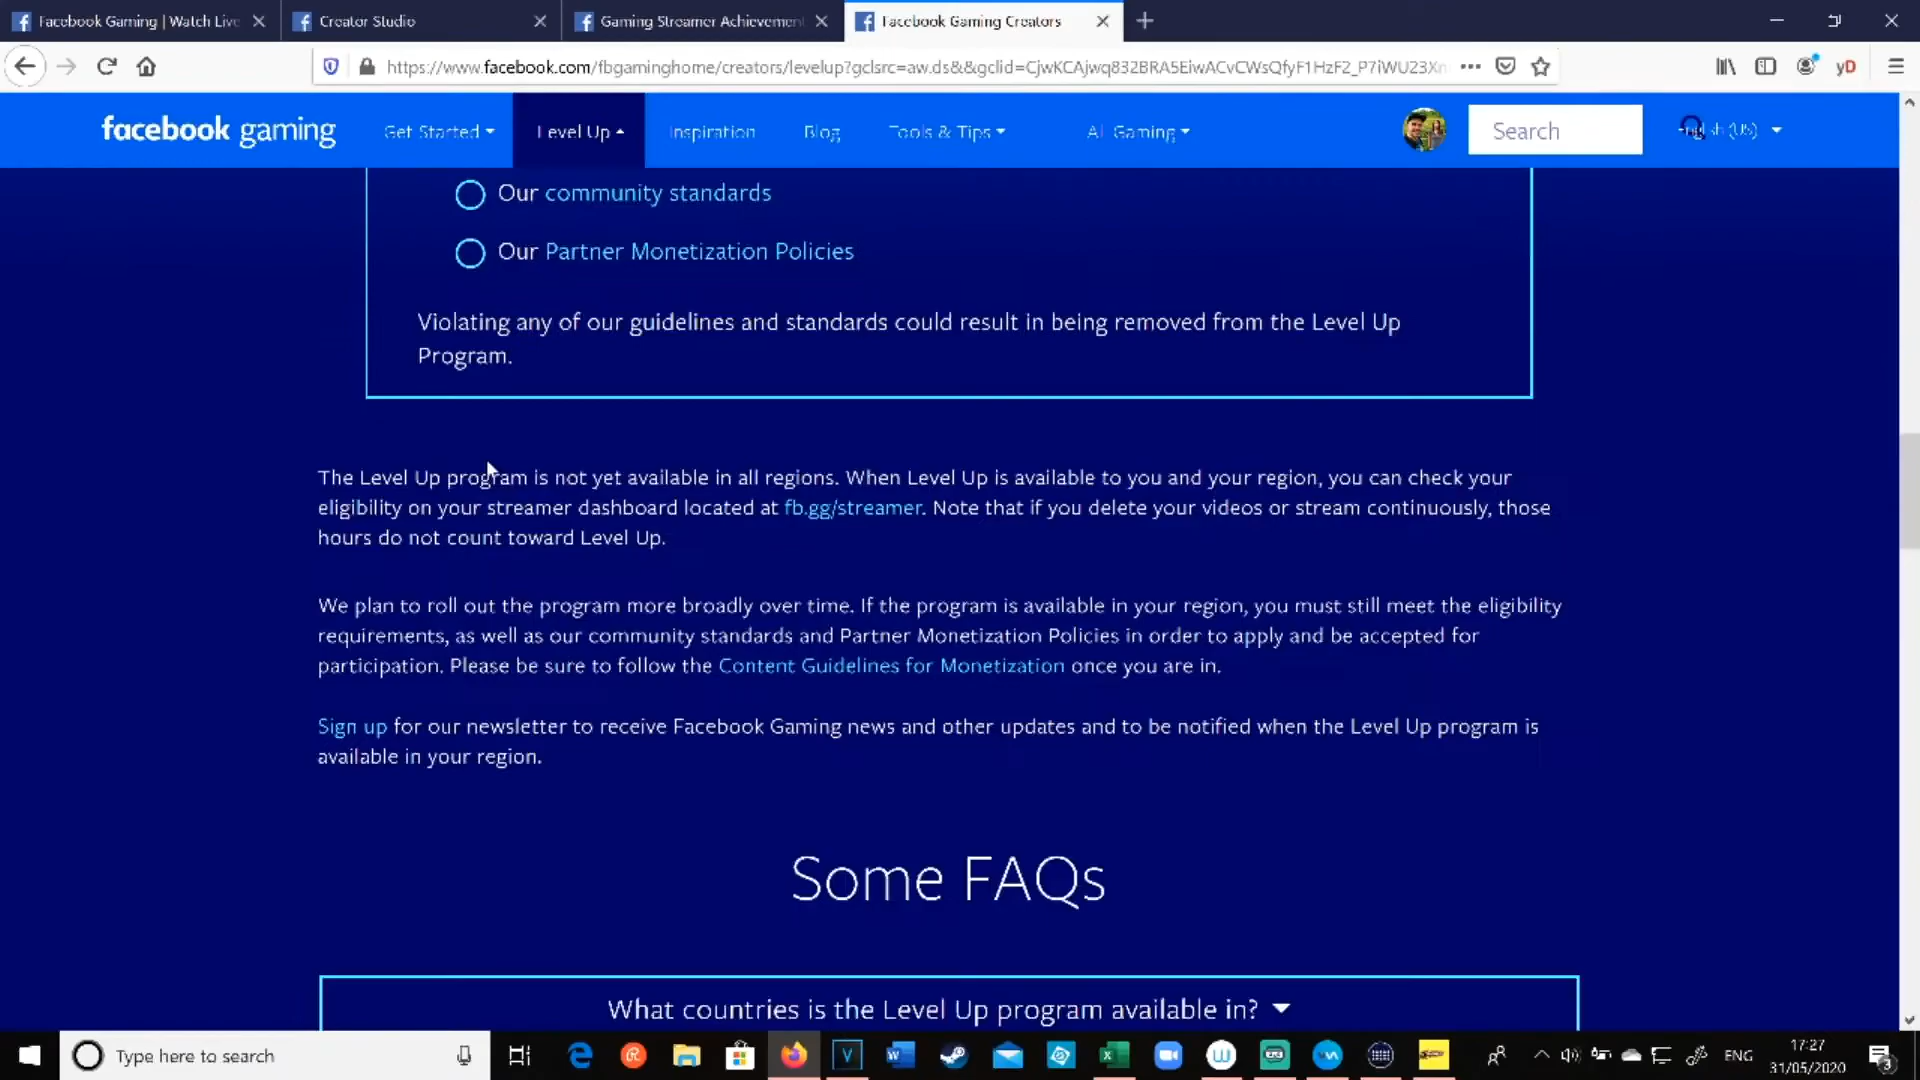 Facebook Gaming | Watch Live
Creator Studio
Gaming Streamer Achievement
Facebook Gaming Creators
https://www.facebook.com/fbgaminghome/creators/levelup?gclsrc=aw.ds&&gclid=CjwKCAjwq832BRA5EiwACvCWsQfyF1HzF2_P7iWU23Xn
yD
facebook gaming
Get Started
Level Up
Inspiration
Blog
Tools & Tips
Gaming
Search
(US)
Our community standards
Our Partner Monetization Policies
Violating any of our guidelines and standards could result in being removed from the Level Up
Program.
The Level Up program is not yet available in all regions. When Level Up is available to you and your region, you can check your
eligibility on your streamer dashboard located at fb.gg/streamer. Note that if you delete your videos or stream continuously, those
hours do not count toward Level Up.
We plan to roll out the program more broadly over time. If the program is available in your region, you must still meet the eligibility
requirements, as well as our community standards and Partner Monetization Policies in order to apply and be accepted for
participation. Please be sure to follow the Content Guidelines for Monetization once you are in.
Sign up for our newsletter to receive Facebook Gaming news and other updates and to be notified when the Level Up program is
available in your region.
Some FAQs
What countries is the Level Up program available in?
Type here to search
ENG
17:27
31/05/2020
3